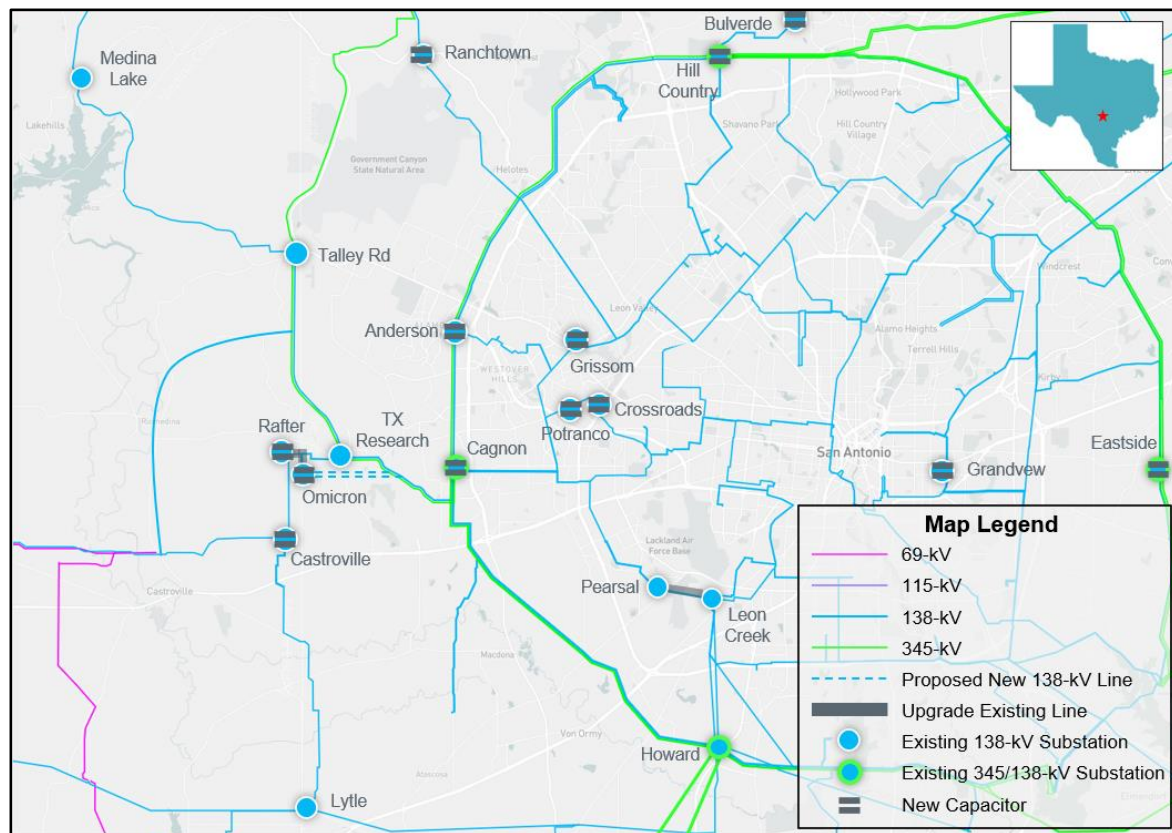 Bulverde
Medina
Lake
Ranchtown
Hill
Country
Hollywood Park
Lakehills
Shavano Park
Hill Country
Village
Government Canyon
State Natural Area
Helotes
Talley Rd
Windcrest
Leon Valley
Anderson
Alamo Heights
Terrell Hills
Grissom
WESTOVER
HILLS
Kirby
Crossroads
Potranco
Rafter
TX
Research
Cagnon
San Antonio
Eastside
Grandvew
Omicron
Castroville
Lackland Air
Force Base
Pearsal
Leon
Creek
Castroville
Macdona
Von Ormy
Howard
Atascosa
Lytle
Elmendorf
Map Legend
69-kV
115-kV
138-kV
345-kV
Proposed New 138-kV Line
Upgrade Existing Line
Existing 138-kV Substation
Existing 345/138-kV Substation
New Capacitor